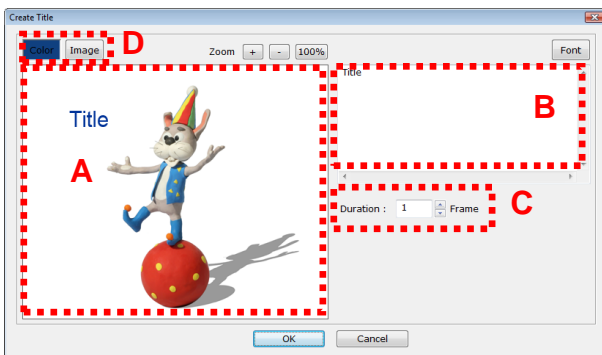 Create Title
Color Image D Zoom + - 100% Font
Title
B
Title
A
Duration : 1 Frame C
OK Cancel